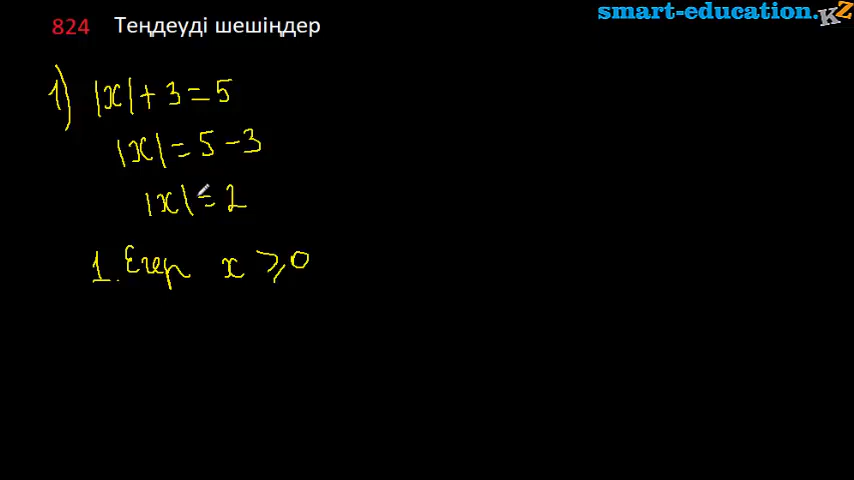 smart-education.KZ
824 Теңдеуді шешіңдер
1) |x| + 3 = 5
|x| = 5 - 3
|x| = 2
1. Егер x ⩾ 0